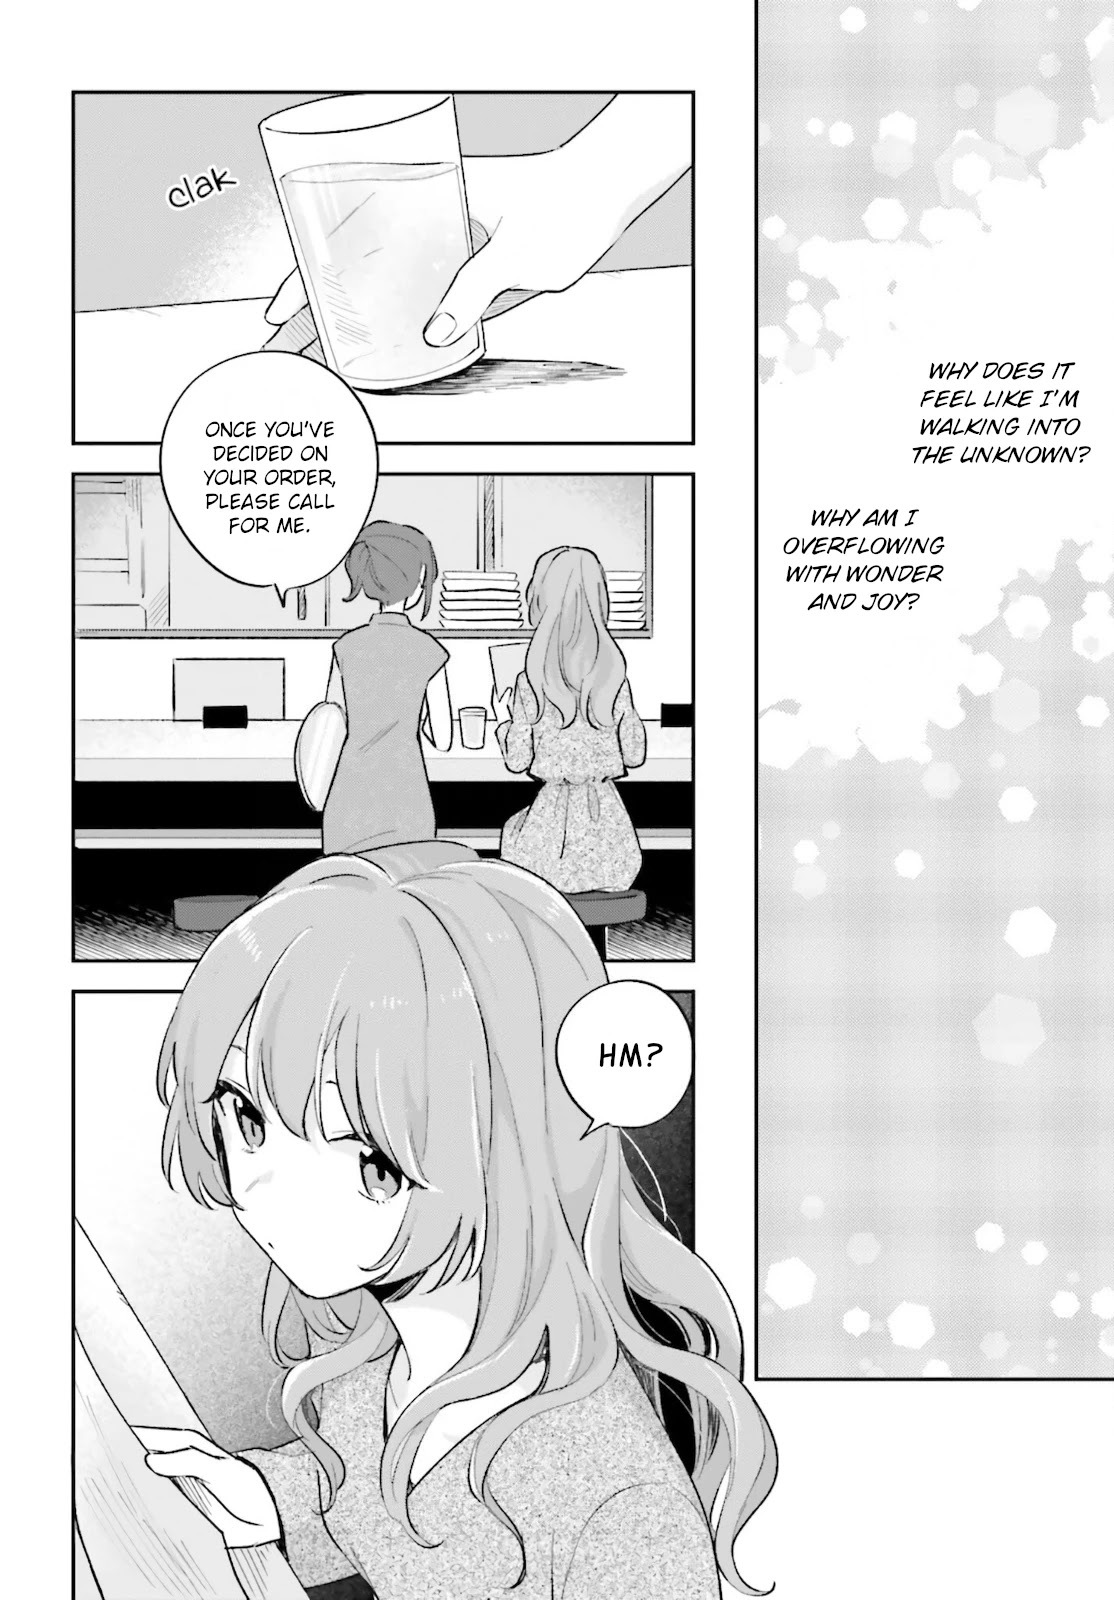 WHY DOES IT
FEEL LIKE I'M
WALKING INTO
THE UNKNOWN?
WHY AM I
OVERFLOWING
WITH WONDER
AND JOY?
clak
ONCE YOU'VE
DECIDED ON
YOUR ORDER,
PLEASE CALL
FOR ME.
HM?